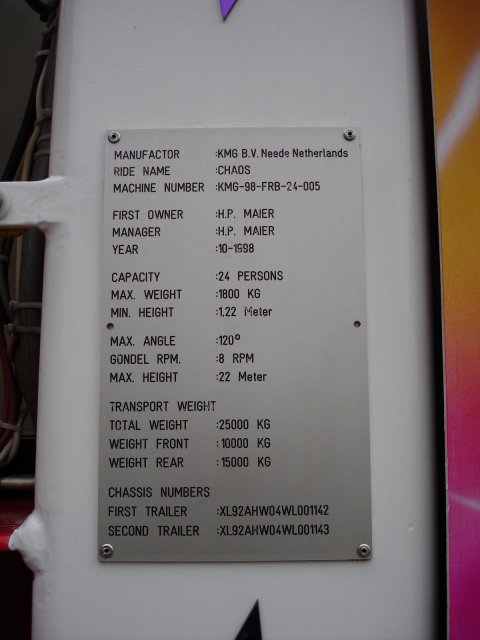 MANUFACTOR :KMG B.V. Neede Netherlands
RIDE NAME :CHAOS
MACHINE NUMBER :KMG-98-FRB-24-005
FIRST OWNER :H.P. MAIER
MANAGER :H.P. MAIER
YEAR :10-1998
CAPACITY :24 PERSONS
MAX. WEIGHT :1800 KG
MIN. HEIGHT :1,22 Meter
MAX. ANGLE :120°
GONDEL RPM. :8 RPM
MAX. HEIGHT :22 Meter
TRANSPORT WEIGHT
TOTAL WEIGHT :25000 KG
WEIGHT FRONT :10000 KG
WEIGHT REAR :15000 KG
CHASSIS NUMBERS
FIRST TRAILER :XL92AHW04WL001142
SECOND TRAILER :XL92AHW04WL001143